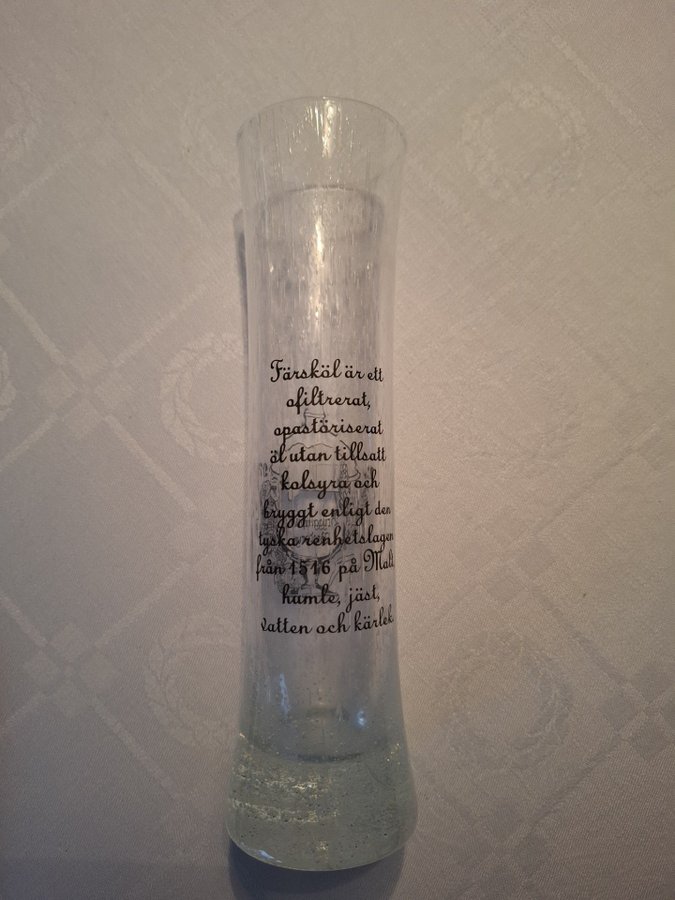 Färsköl är ett
ofiltrerat,
opastöriserat
öl utan tillsatt
kolsyra och
bryggt enligt den
tyska renhetslagen
från 1516 på Malt,
humle, jäst,
vatten och kärlek.